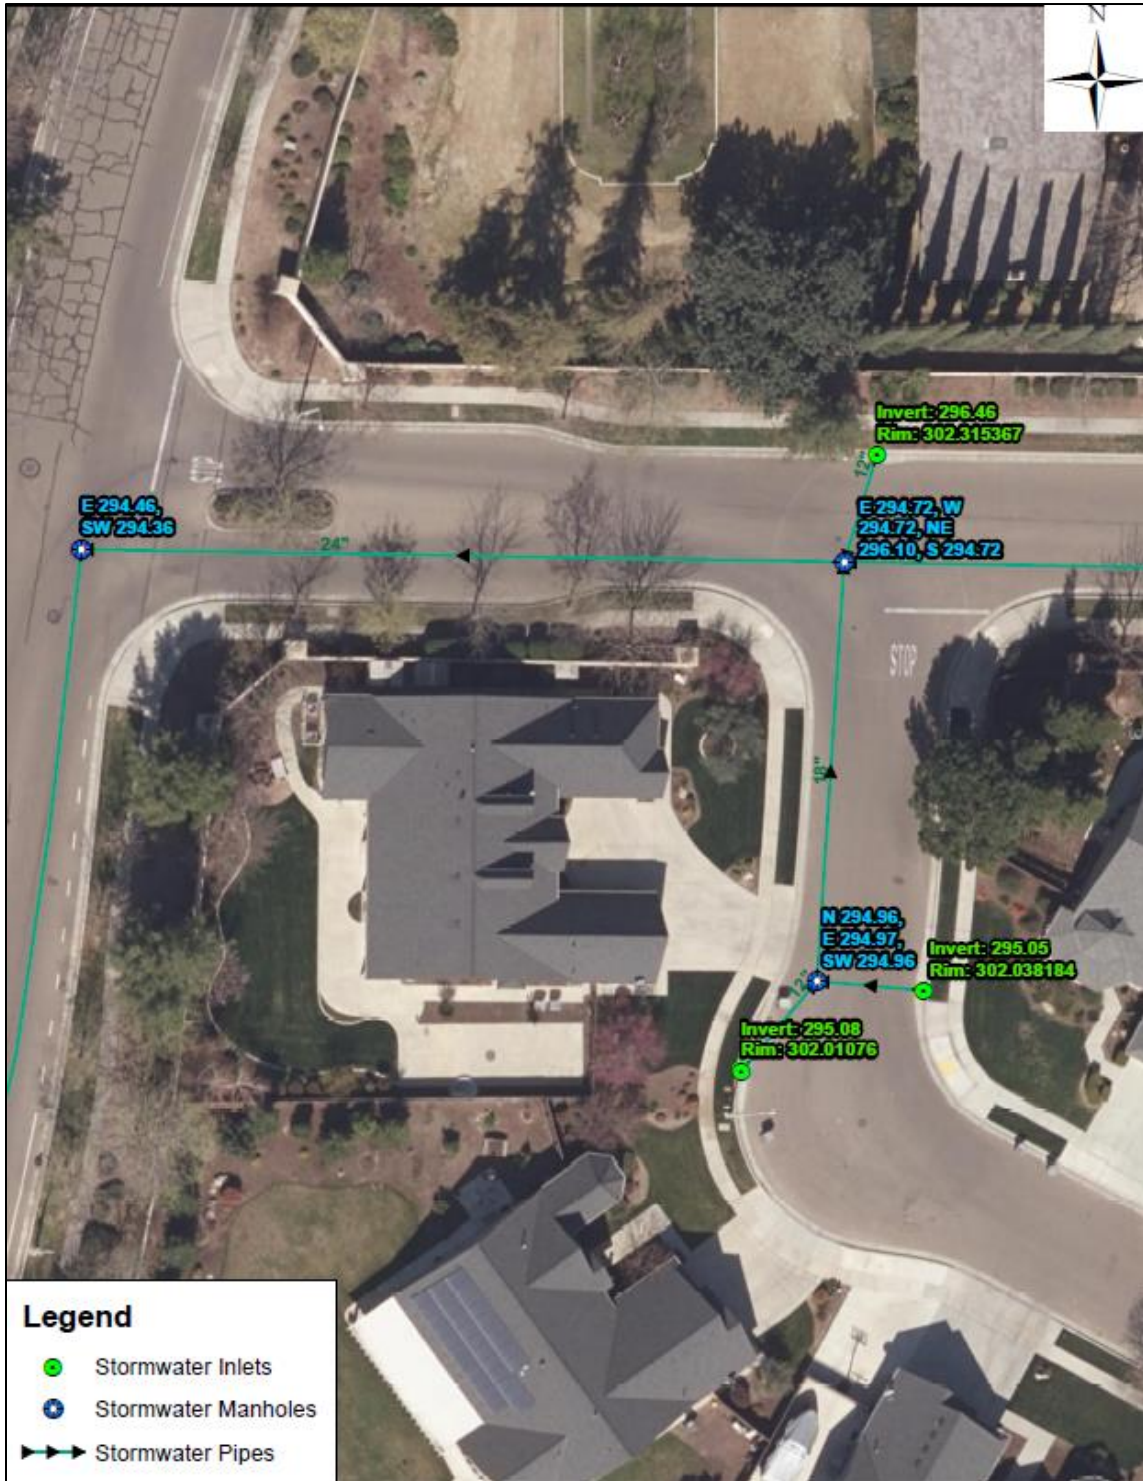 N
Invert: 296.46
Rim: 302.315367
12"
STOP
E 294.46,
SW 294.36
E 294.72, W
294.72, NE
296.10, S 294.72
24"
STOP
18"
N 294.96,
E 294.97,
SW 294.96
Invert: 295.05
Rim: 302.038184
12"
Invert: 295.08
Rim: 302.01076
Legend
Stormwater Inlets
Stormwater Manholes
Stormwater Pipes